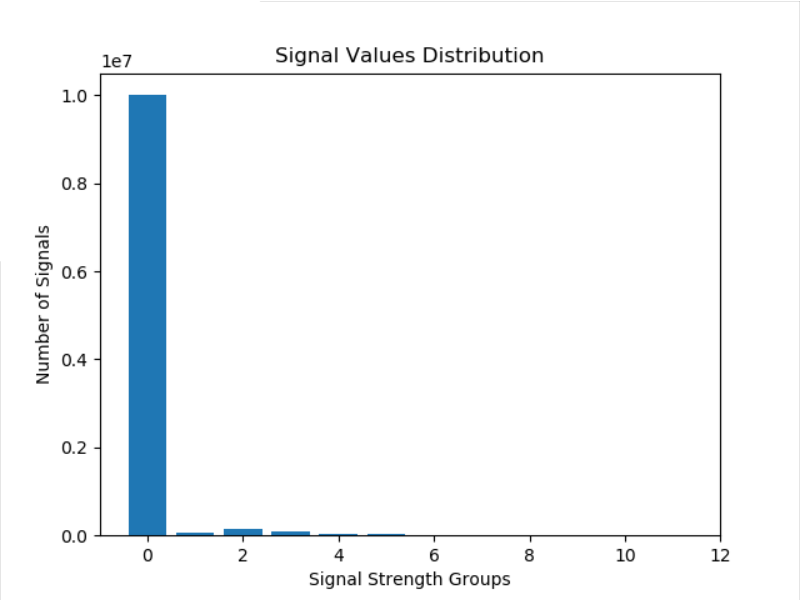 Signal Values Distribution
1e7
1.0
0.8
0.6
0.4
0.2
0.0
Number of Signals
0 2 4 6 8 10 12
Signal Strength Groups